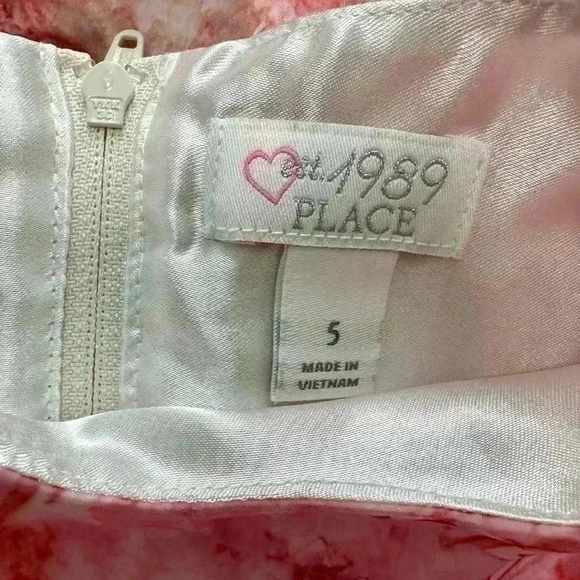 est. 1989
PLACE
5
MADE IN
VIETNAM